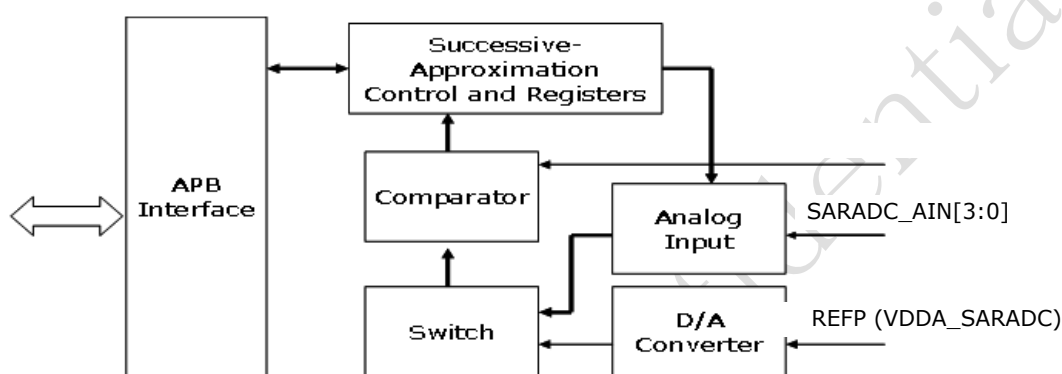 Successive-
Approximation
Control and Registers
APB
Interface
Comparator
Analog
Input
SARADC_AIN[3:0]
Switch
D/A
Converter
REFP (VDDA_SARADC)